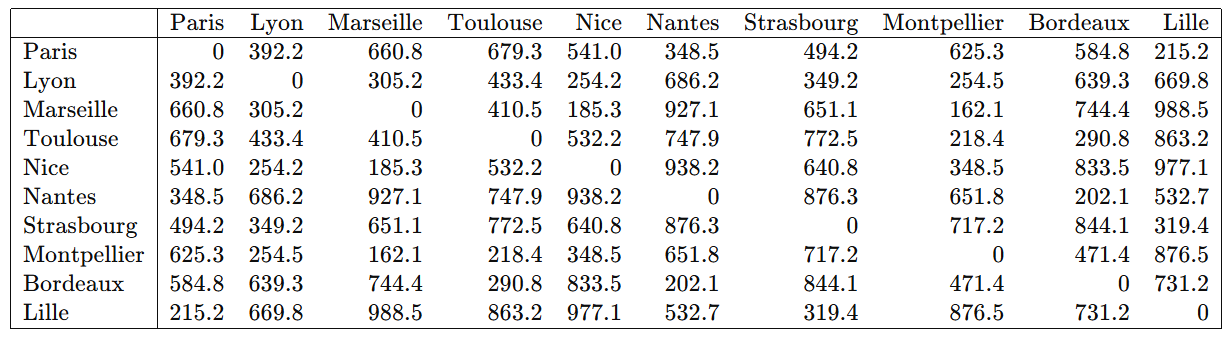 Paris Lyon Marseille Toulouse Nice Nantes Strasbourg Montpellier Bordeaux Lille
Paris 0 392.2 660.8 679.3 541.0 348.5 494.2 625.3 584.8 215.2
Lyon 392.2 0 305.2 433.4 254.2 686.2 349.2 254.5 639.3 669.8
Marseille 660.8 305.2 0 410.5 185.3 927.1 651.1 162.1 744.4 988.5
Toulouse 679.3 433.4 410.5 0 532.2 747.9 772.5 218.4 290.8 863.2
Nice 541.0 254.2 185.3 532.2 0 938.2 640.8 348.5 833.5 977.1
Nantes 348.5 686.2 927.1 747.9 938.2 0 876.3 651.8 202.1 532.7
Strasbourg 494.2 349.2 651.1 772.5 640.8 876.3 0 717.2 844.1 319.4
Montpellier 625.3 254.5 162.1 218.4 348.5 651.8 717.2 0 471.4 876.5
Bordeaux 584.8 639.3 744.4 290.8 833.5 202.1 844.1 471.4 0 731.2
Lille 215.2 669.8 988.5 863.2 977.1 532.7 319.4 876.5 731.2 0